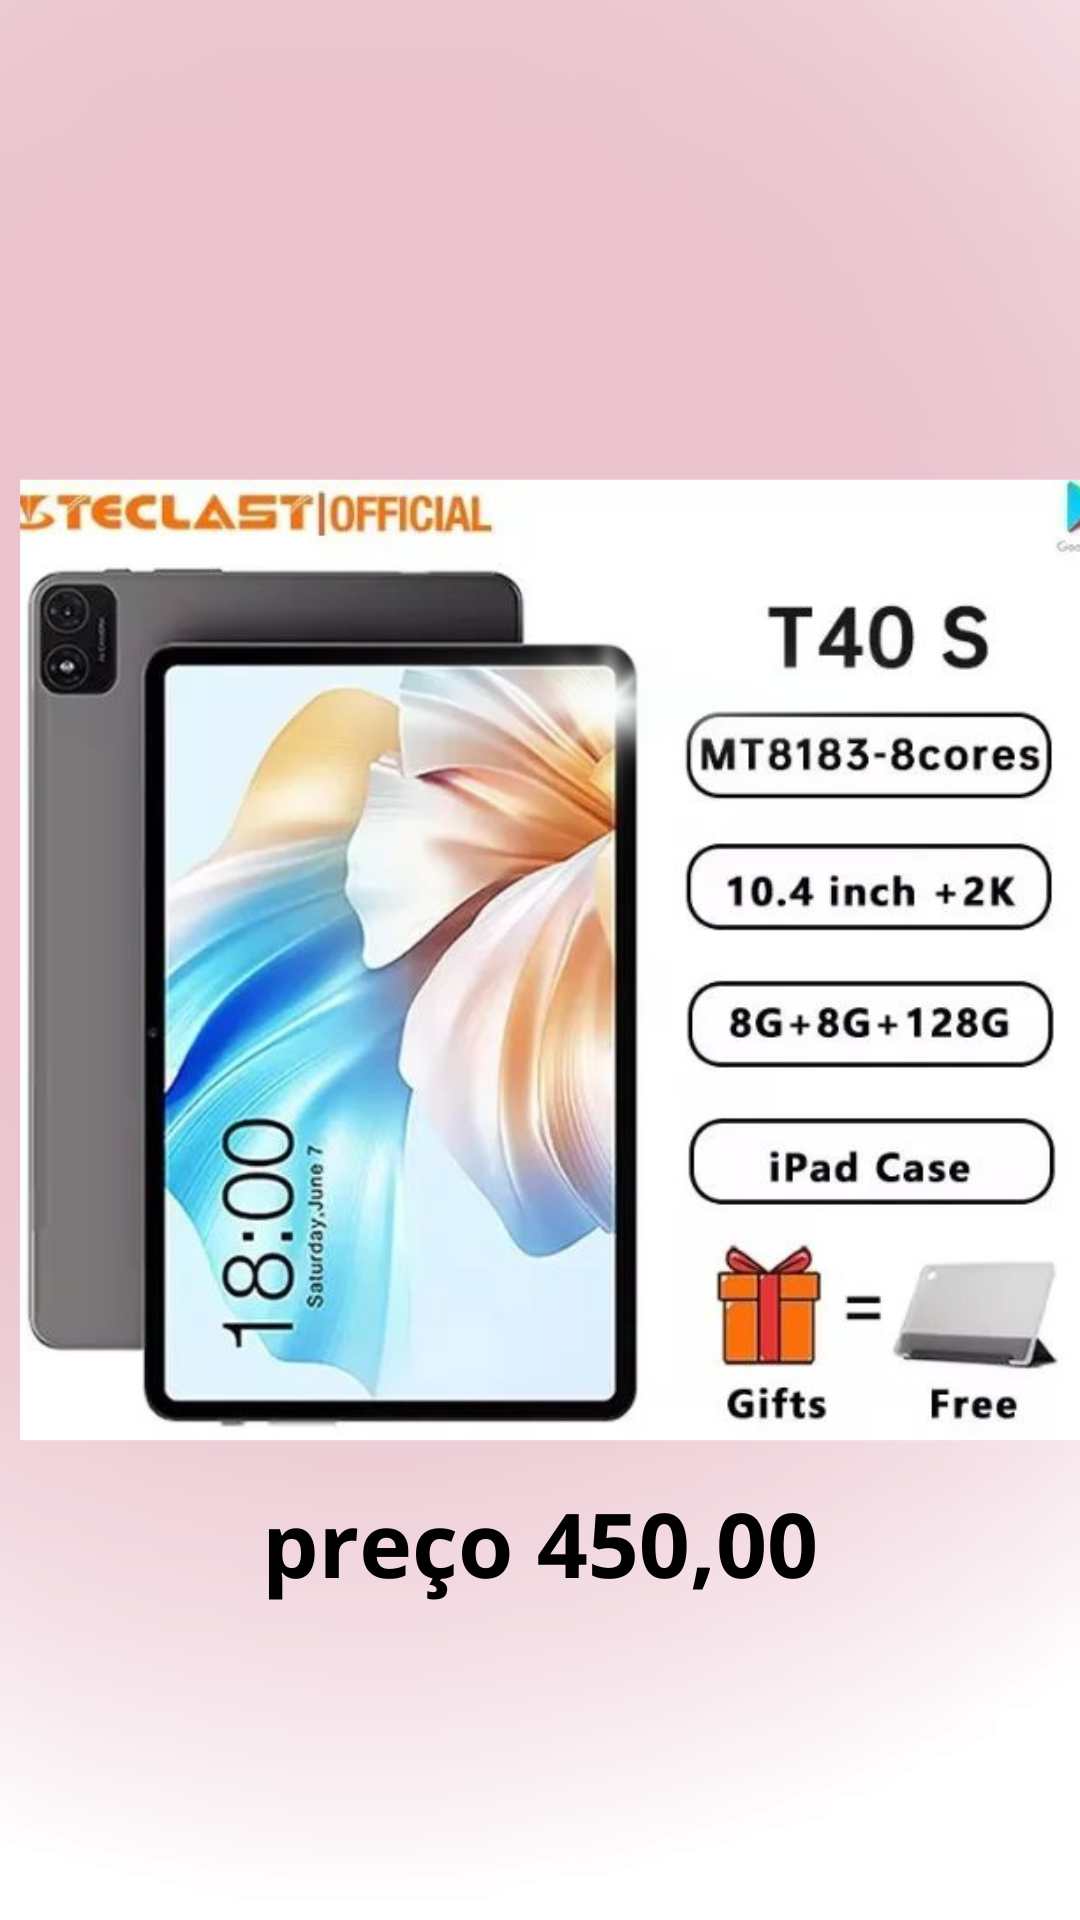 TECLAST|OFFICIAL
T40 S
MT8183-8cores
10.4 inch +2K
8G+8G+128G
iPad Case
18:00
Saturday,June 7
=
Gifts
Free
preço 450,00